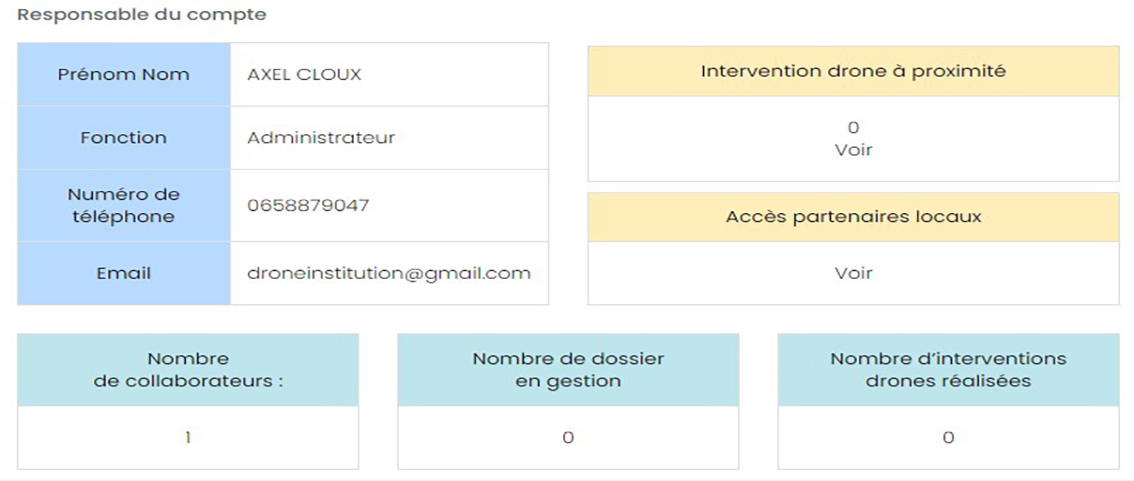 Responsable du compte
Prénom Nom
AXEL CLOUX
Fonction
Administrateur
Numéro de
téléphone
0658879047
Email
droneinstitution@gmail.com
Intervention drone à proximité
0
Voir
Accès partenaires locaux
Voir
Nombre
de collaborateurs :
1
Nombre de dossier
en gestion
0
Nombre d’interventions
drones réalisées
0